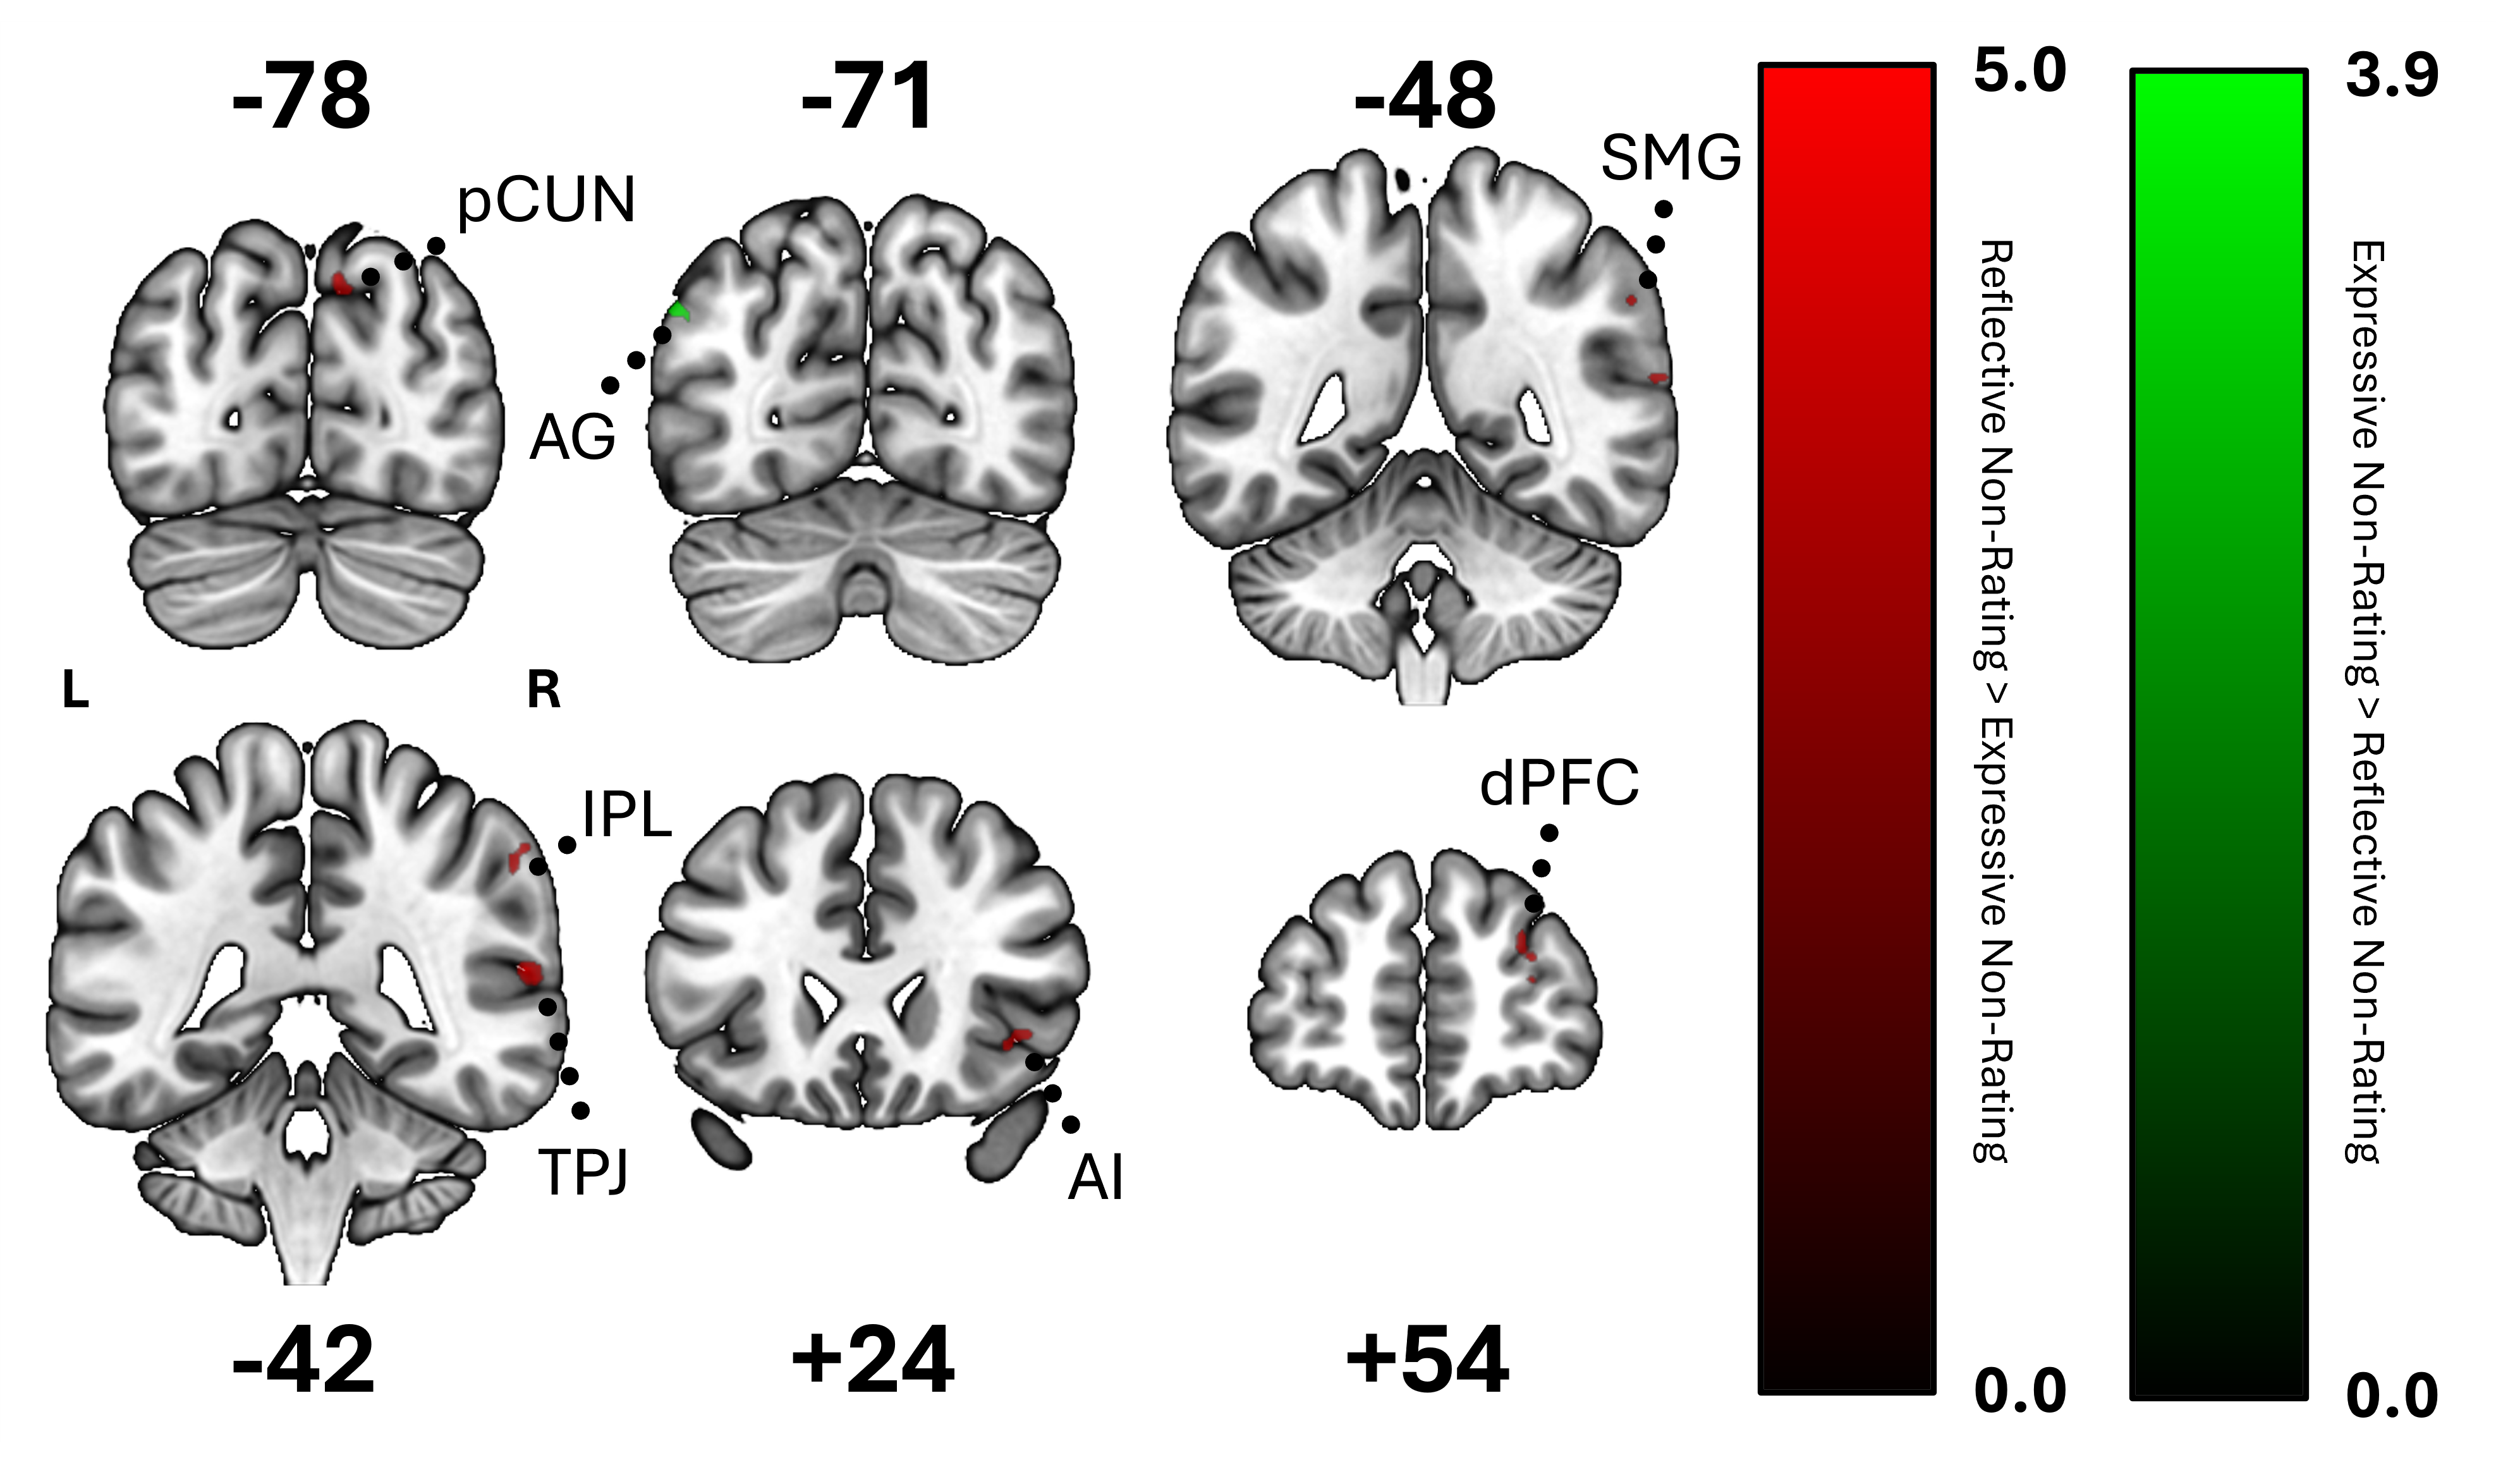 -78
-71
-48
pCUN
AG
SMG
L
R
IPL
TPJ
AI
dPFC
-42
+24
+54
5.0
Reflective Non-Rating > Expressive Non-Rating
0.0
3.9
Expressive Non-Rating > Reflective Non-Rating
0.0